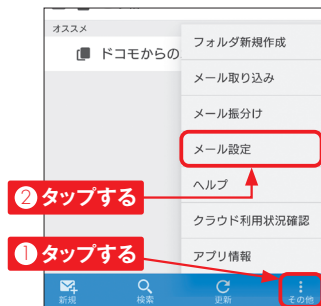 オススメ
ドコモからの
フォルダ新規作成
メール取り込み
メール振分け
メール設定
ヘルプ
クラウド利用状況確認
アプリ情報
②タップする
①タップする
新規
検索
更新
その他